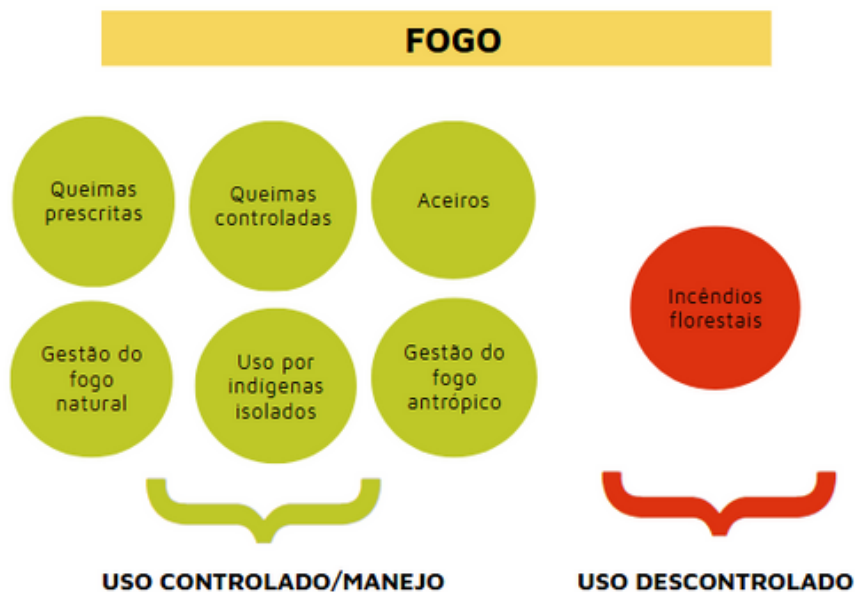 FOGO
Queimas
prescritas
Queimas
controladas
Aceiros
Gestão do
fogo
natural
Uso por
indigenas
isolados
Gestão do
fogo
antrópico
Incêndios
florestais
USO CONTROLADO/MANEJO
USO DESCONTROLADO